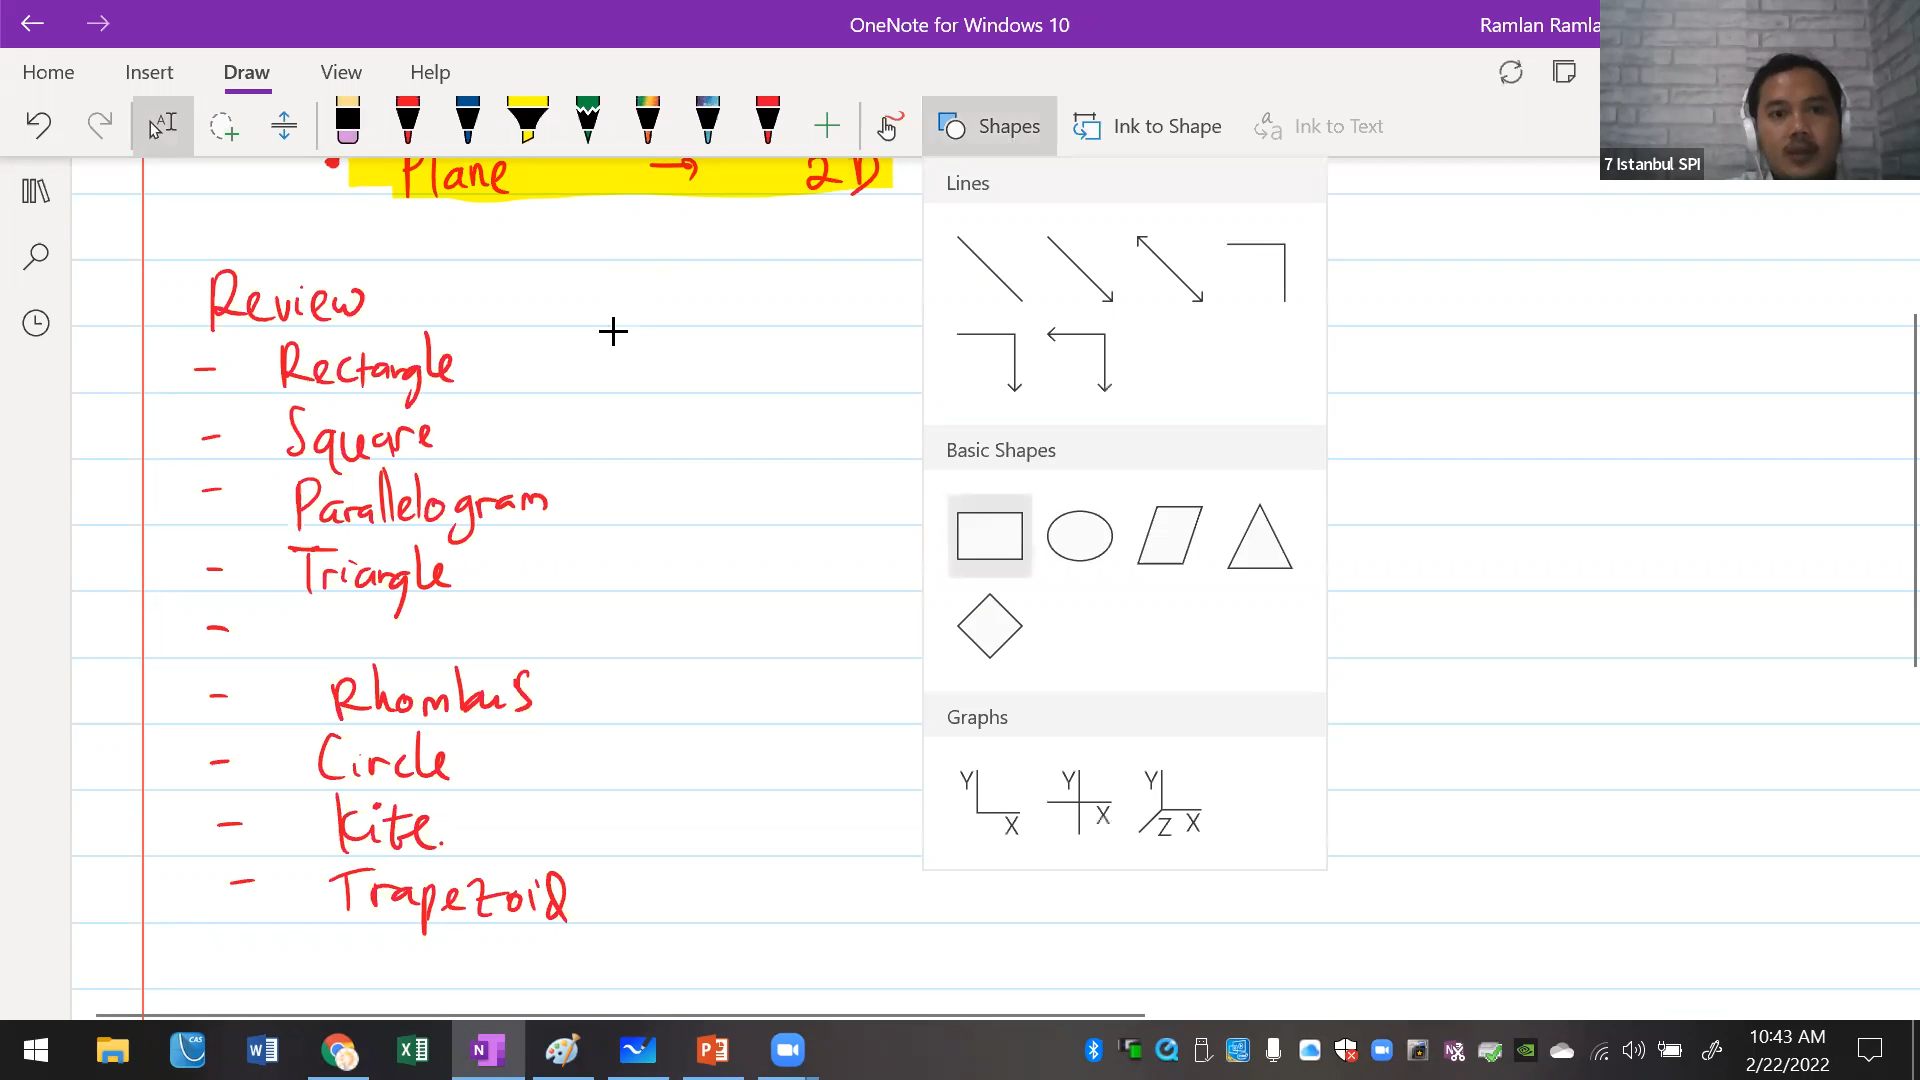 OneNote for Windows 10
Ramlan Ramla
Home Insert Draw View Help
Shapes Ink to Shape Ink to Text
7 Istanbul SPI
Plane → 2D
Lines
Review
- Rectangle
- Square
- Parallelogram
- Triangle
-
- Rhombus
- Circle
- Kite.
- Trapezoid
Basic Shapes
Graphs
Y X
Y X
Y Z X
10:43 AM
2/22/2022